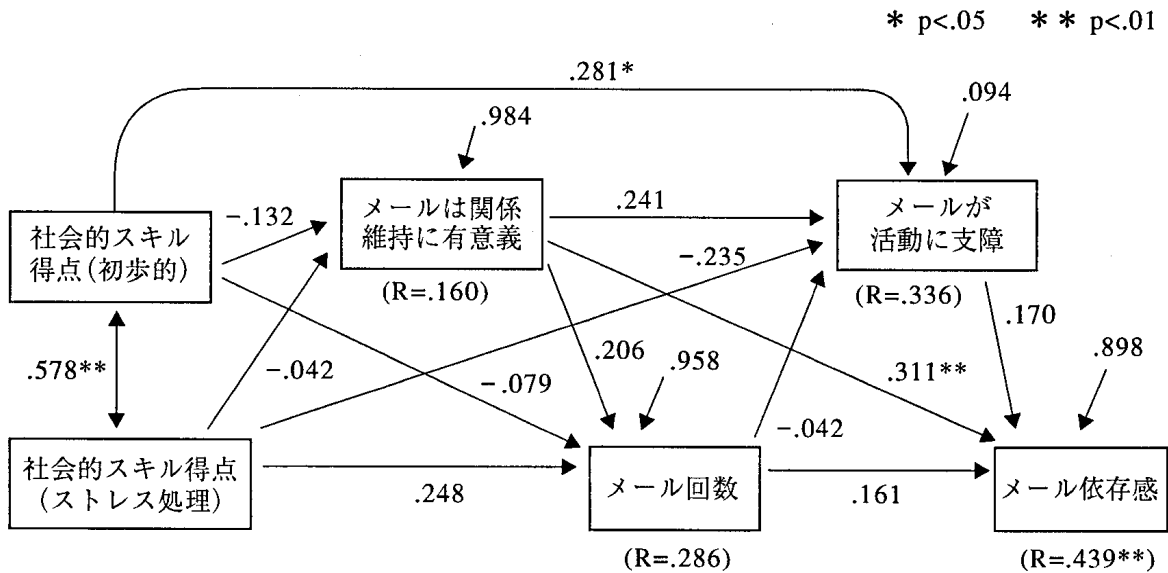 * p<.05 ** p<.01
.281*
.094
.984
メールは関係
維持に有意義
(R=.160)
メールが
活動に支障
(R=.336)
社会的スキル
得点(初歩的)
-.132
.241
-.235
.170
.578**
-.042
-.079
.206
.958
.311**
.898
-.042
社会的スキル得点
(ストレス処理)
.248
メール回数
(R=.286)
.161
メール依存感
(R=.439**)